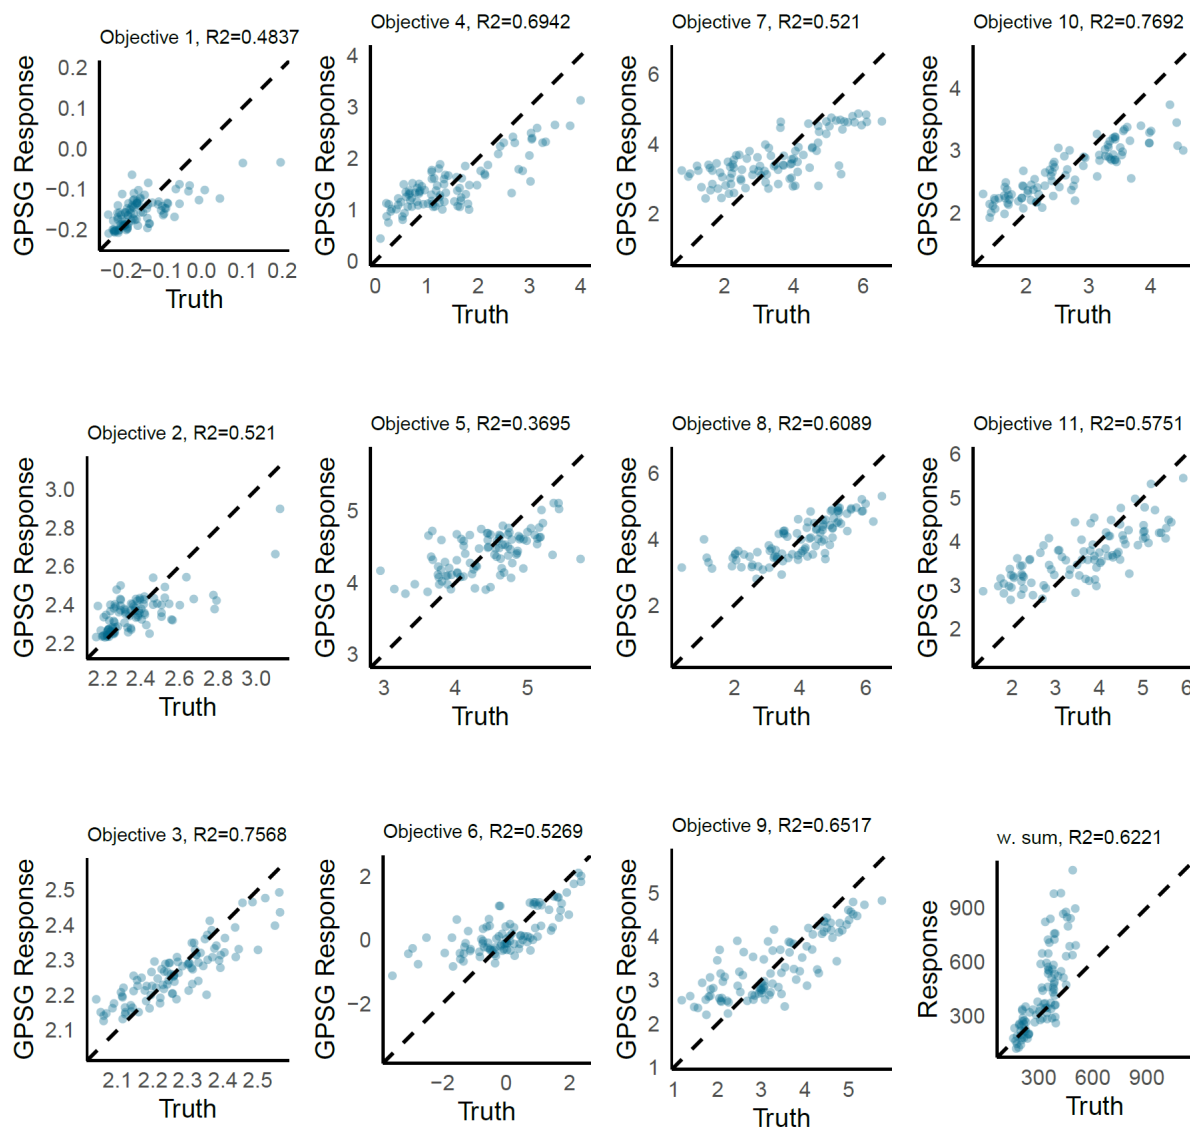 Objective 1, R2=0.4837
GPSG Response
0.2
0.1
0.0
−0.1
−0.2
−0.2 −0.1 0.0 0.1 0.2
Truth
Objective 4, R2=0.6942
GPSG Response
4
3
2
1
0
0 1 2 3 4
Truth
Objective 7, R2=0.521
GPSG Response
6
4
2
2 4 6
Truth
Objective 10, R2=0.7692
GPSG Response
4
3
2
2 3 4
Truth
Objective 2, R2=0.521
GPSG Response
3.0
2.8
2.6
2.4
2.2
2.2 2.4 2.6 2.8 3.0
Truth
Objective 5, R2=0.3695
GPSG Response
5
4
3
3 4 5
Truth
Objective 8, R2=0.6089
GPSG Response
6
4
2
2 4 6
Truth
Objective 11, R2=0.5751
GPSG Response
6
5
4
3
2
2 3 4 5 6
Truth
Objective 3, R2=0.7568
GPSG Response
2.5
2.4
2.3
2.2
2.1
2.1 2.2 2.3 2.4 2.5
Truth
Objective 6, R2=0.5269
GPSG Response
2
0
−2
−2 0 2
Truth
Objective 9, R2=0.6517
GPSG Response
5
4
3
2
1
1 2 3 4 5
Truth
w. sum, R2=0.6221
Response
900
600
300
300 600 900
Truth